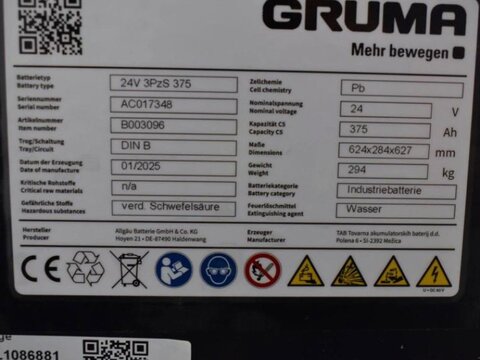 GRUMA
Mehr bewegen
Batterietyp
Battery type
24V 3PzS 375
Zellchemie
Cell chemistry
Pb
Seriennummer
Serial number
AC017348
Nominalspannung
Nominal voltage
24 V
Artikelnummer
Item number
B003096
Kapazität C5
Capacity C5
375 Ah
Trog/Schaltung
Tray/Circuit
DIN B
Maße
Dimensions
624x284x627 mm
Datum der Erzeugung
Date of manufacture
01/2025
Gewicht
Weight
294 kg
Kritische Rohstoffe
Critical raw materials
n/a
Batteriekategorie
Battery category
Industriebatterie
Gefährliche Stoffe
Hazardous substances
verd. Schwefelsäure
Feuerlöschmittel
Extinguishing agent
Wasser
Hersteller
Producer
Allgäu Batterie GmbH & Co. KG
Hoyen 21 • DE-87490 Haldenwang
Erzeuger
Manufacturer
TAB Tovarna akumulatorskih baterij d.d.
Polena 6 • SI-2392 Mežica
CE
Pb
U > DC 60 V
1086881